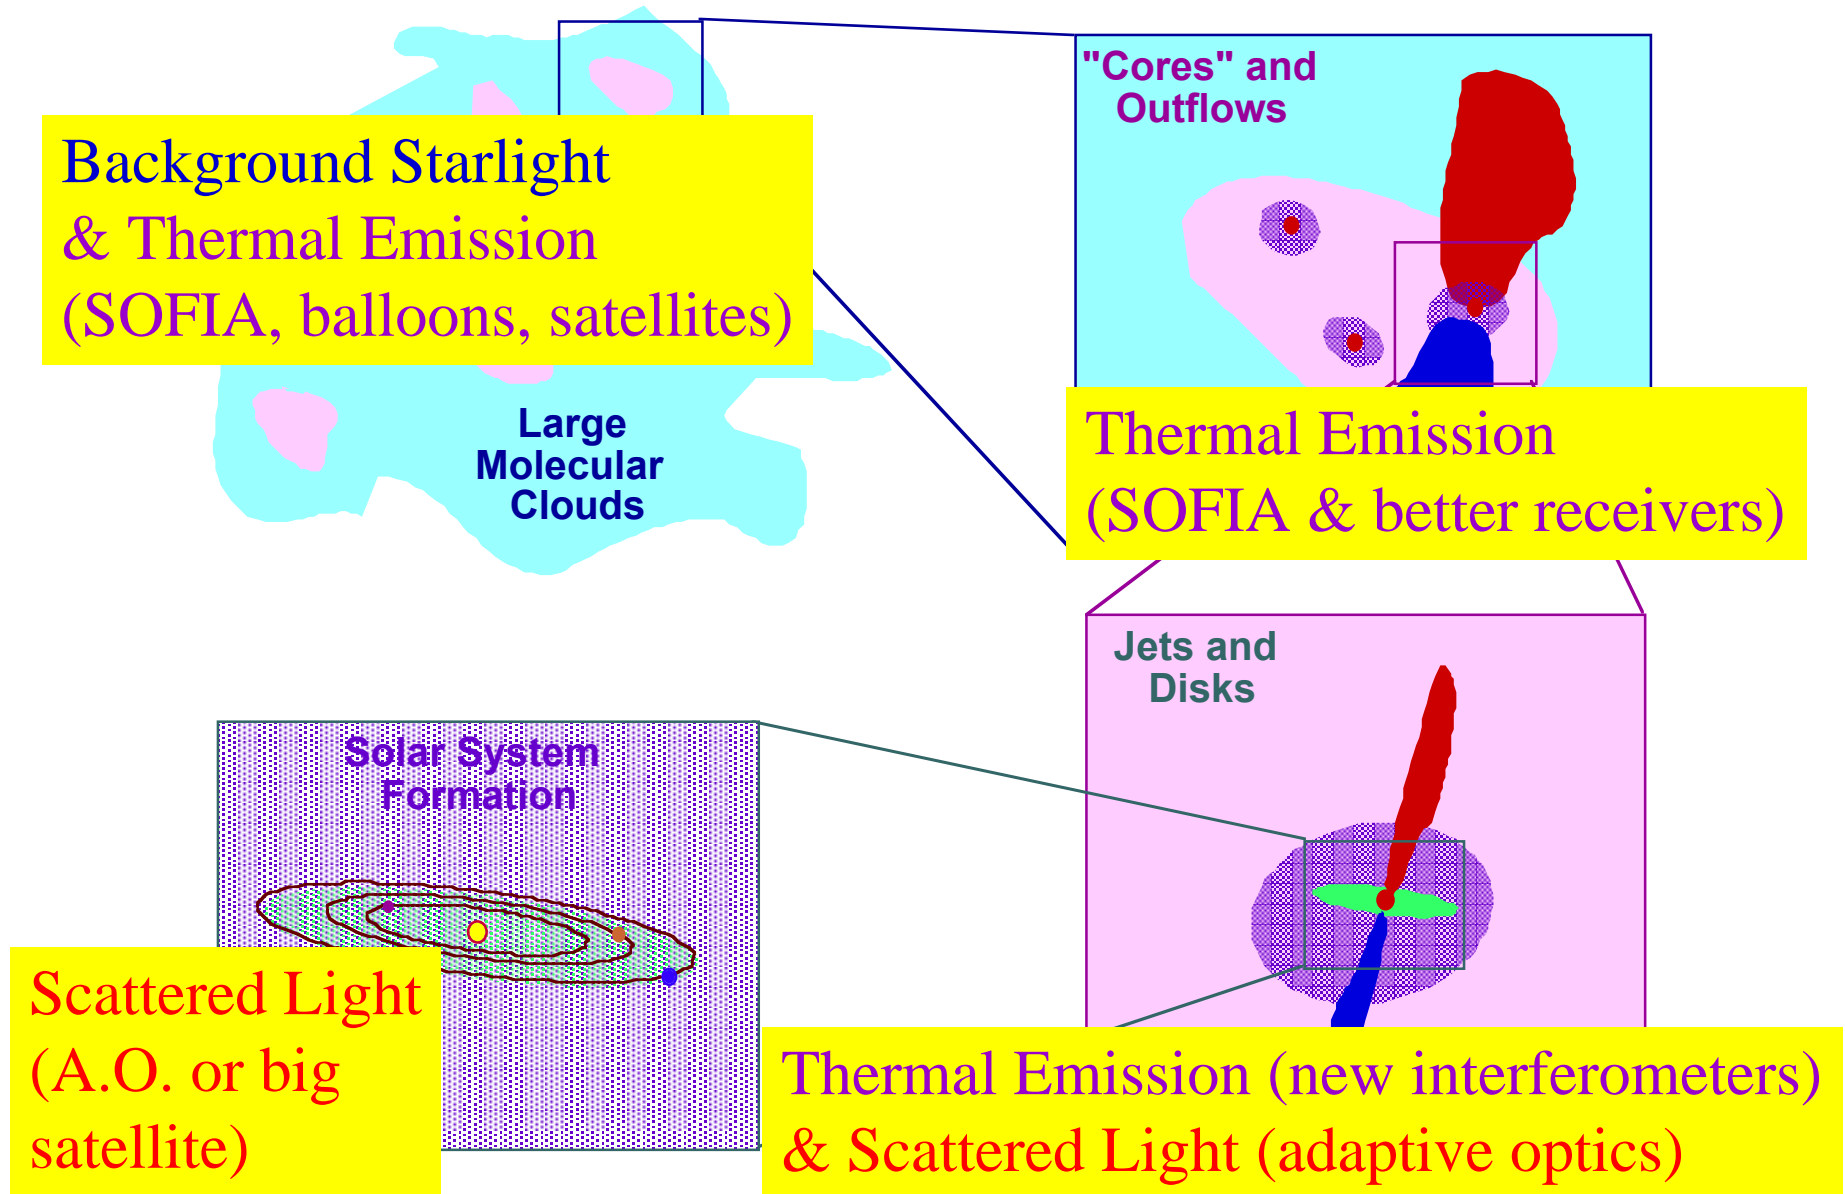 "Cores" and
Outflows
Background Starlight
& Thermal Emission
(SOFIA, balloons, satellites)
Large
Molecular
Clouds
Thermal Emission
(SOFIA & better receivers)
Jets and
Disks
Solar System
Formation
Scattered Light
(A.O. or big
satellite)
Thermal Emission (new interferometers)
& Scattered Light (adaptive optics)